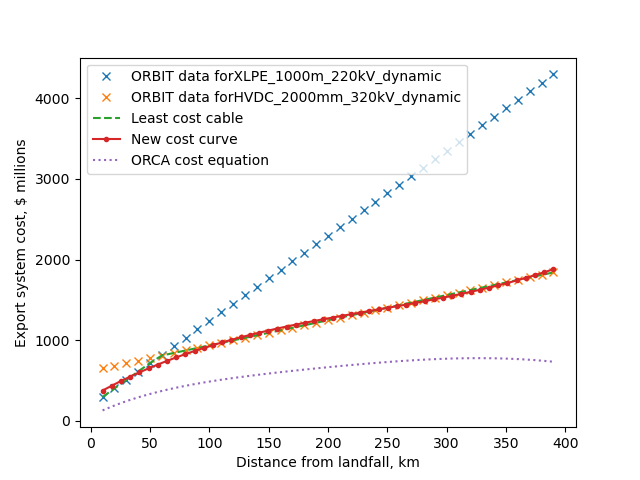 ORBIT data forXLPE_1000m_220kV_dynamic
ORBIT data forHVDC_2000mm_320kV_dynamic
Least cost cable
New cost curve
ORCA cost equation
Export system cost, $ millions
4000
3000
2000
1000
0
0 50 100 150 200 250 300 350 400
Distance from landfall, km